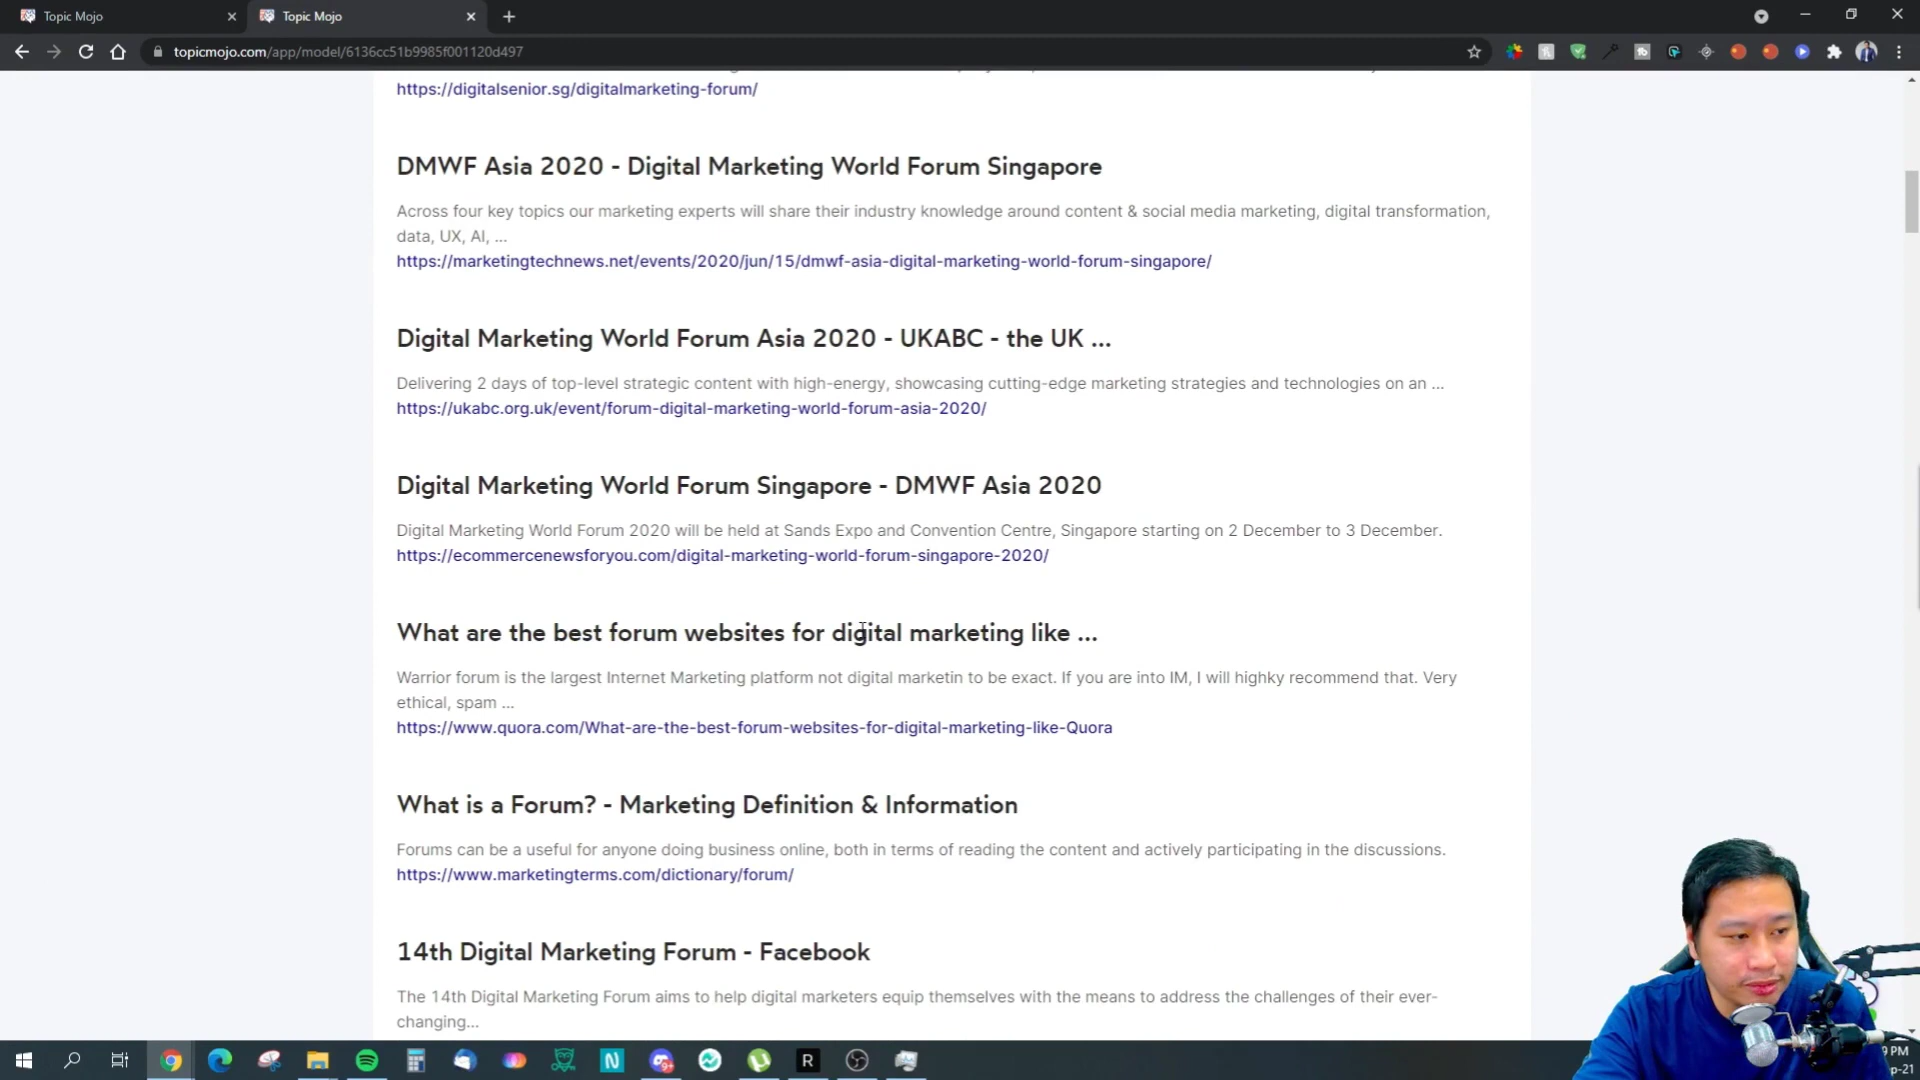 Topic Mojo
Topic Mojo
topicmojo.com/app/model/6136cc51b9985f001120d497
https://digitalsenior.sg/digitalmarketing-forum/
DMWF Asia 2020 - Digital Marketing World Forum Singapore
Across four key topics our marketing experts will share their industry knowledge around content & social media marketing, digital transformation,
data, UX, AI, ...
https://marketingtechnews.net/events/2020/jun/15/dmwf-asia-digital-marketing-world-forum-singapore/
Digital Marketing World Forum Asia 2020 - UKABC - the UK ...
Delivering 2 days of top-level strategic content with high-energy, showcasing cutting-edge marketing strategies and technologies on an ...
https://ukabc.org.uk/event/forum-digital-marketing-world-forum-asia-2020/
Digital Marketing World Forum Singapore - DMWF Asia 2020
Digital Marketing World Forum 2020 will be held at Sands Expo and Convention Centre, Singapore starting on 2 December to 3 December.
https://ecommercenewsforyou.com/digital-marketing-world-forum-singapore-2020/
What are the best forum websites for digital marketing like ...
Warrior forum is the largest Internet Marketing platform not digital marketin to be exact. If you are into IM, I will highky recommend that. Very
ethical, spam ...
https://www.quora.com/What-are-the-best-forum-websites-for-digital-marketing-like-Quora
What is a Forum? - Marketing Definition & Information
Forums can be a useful for anyone doing business online, both in terms of reading the content and actively participating in the discussions.
https://www.marketingterms.com/dictionary/forum/
14th Digital Marketing Forum - Facebook
The 14th Digital Marketing Forum aims to help digital marketers equip themselves with the means to address the challenges of their ever-
changing...
9 PM
p-21